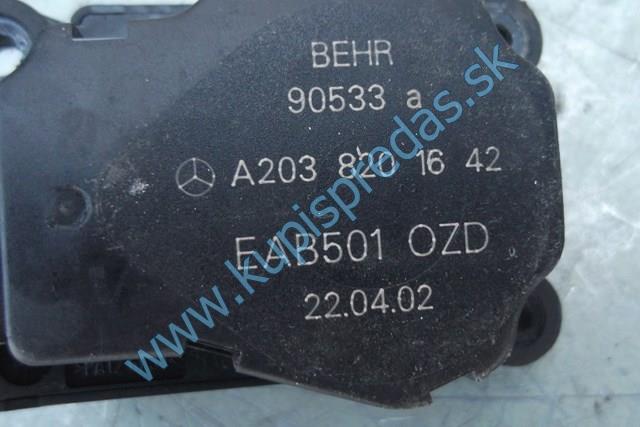 BEHR
90533 a
A203 820 16 42
EAB501 OZD
22.04.02
www.kupispredas.sk